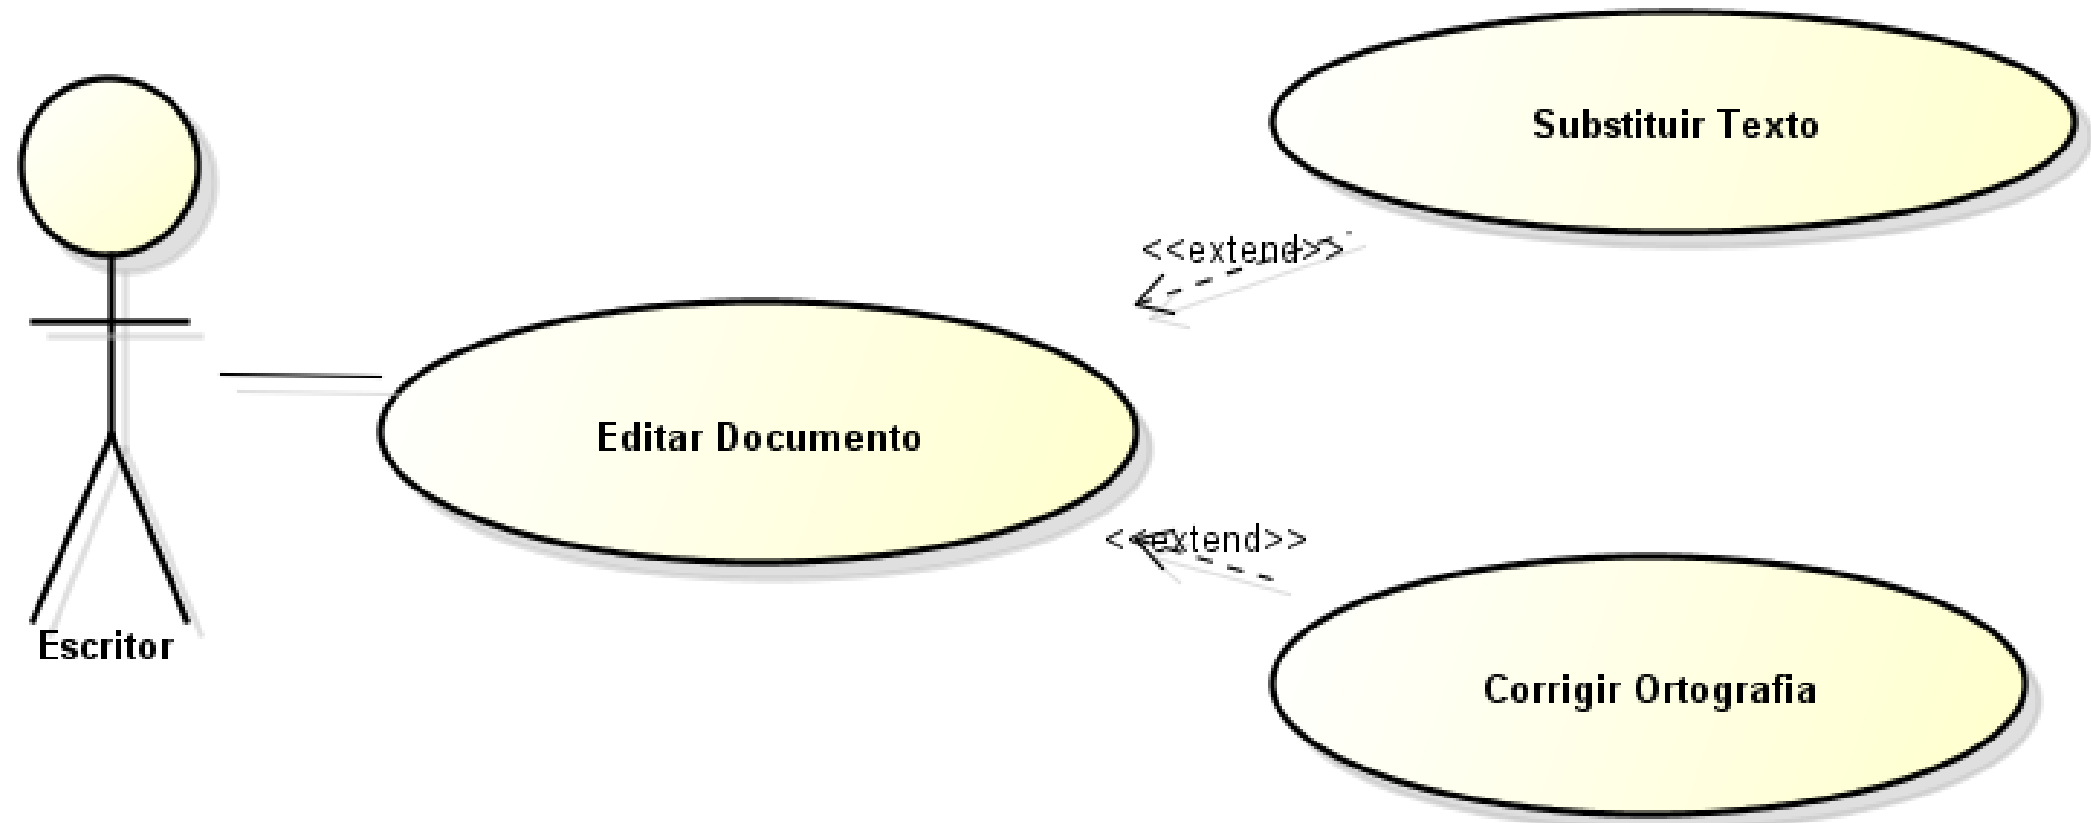 Substituir Texto
<<extend>>
Editar Documento
<<extend>>
Escritor
Corrigir Ortografia